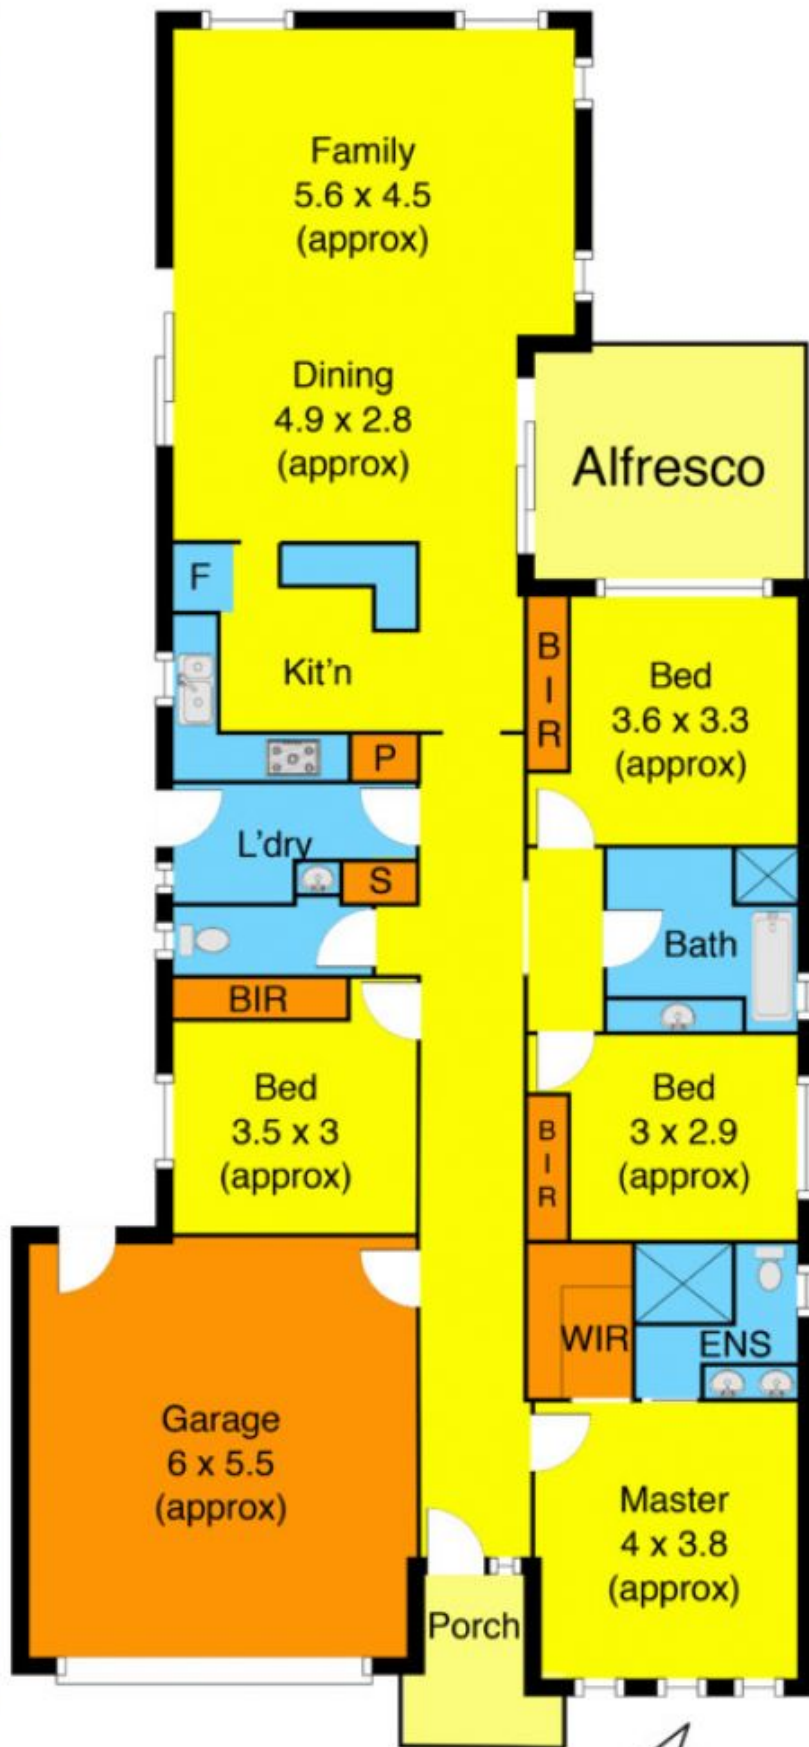 Family
5.6 x 4.5
(approx)
Dining
4.9 x 2.8
(approx)
Alfresco
F
Kit'n
B
I
R
Bed
3.6 x 3.3
(approx)
P
L'dry
S
Bath
BIR
Bed
3.5 x 3
(approx)
B
I
R
Bed
3 x 2.9
(approx)
WIR
ENS
Garage
6 x 5.5
(approx)
Master
4 x 3.8
(approx)
Porch